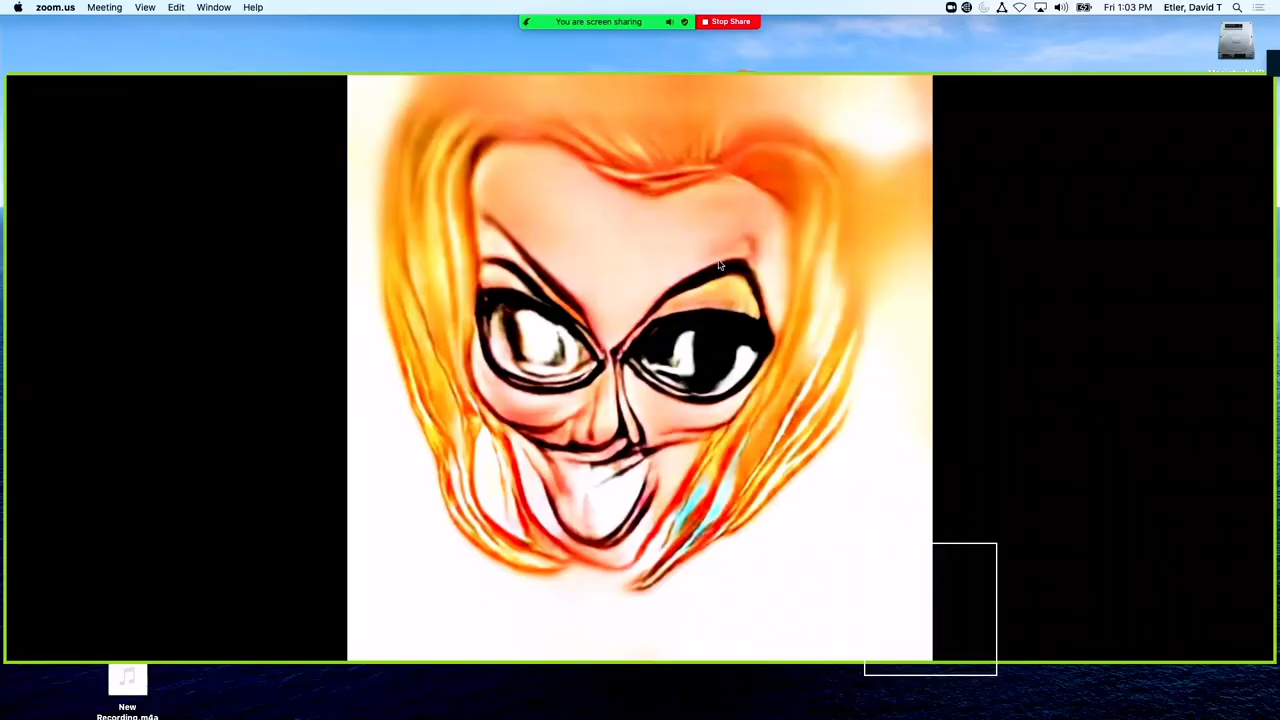 zoom.us Meeting View Edit Window Help Fri 1:03 PM Etler, David T
You are screen sharing Stop Share
New
Recording.m4a